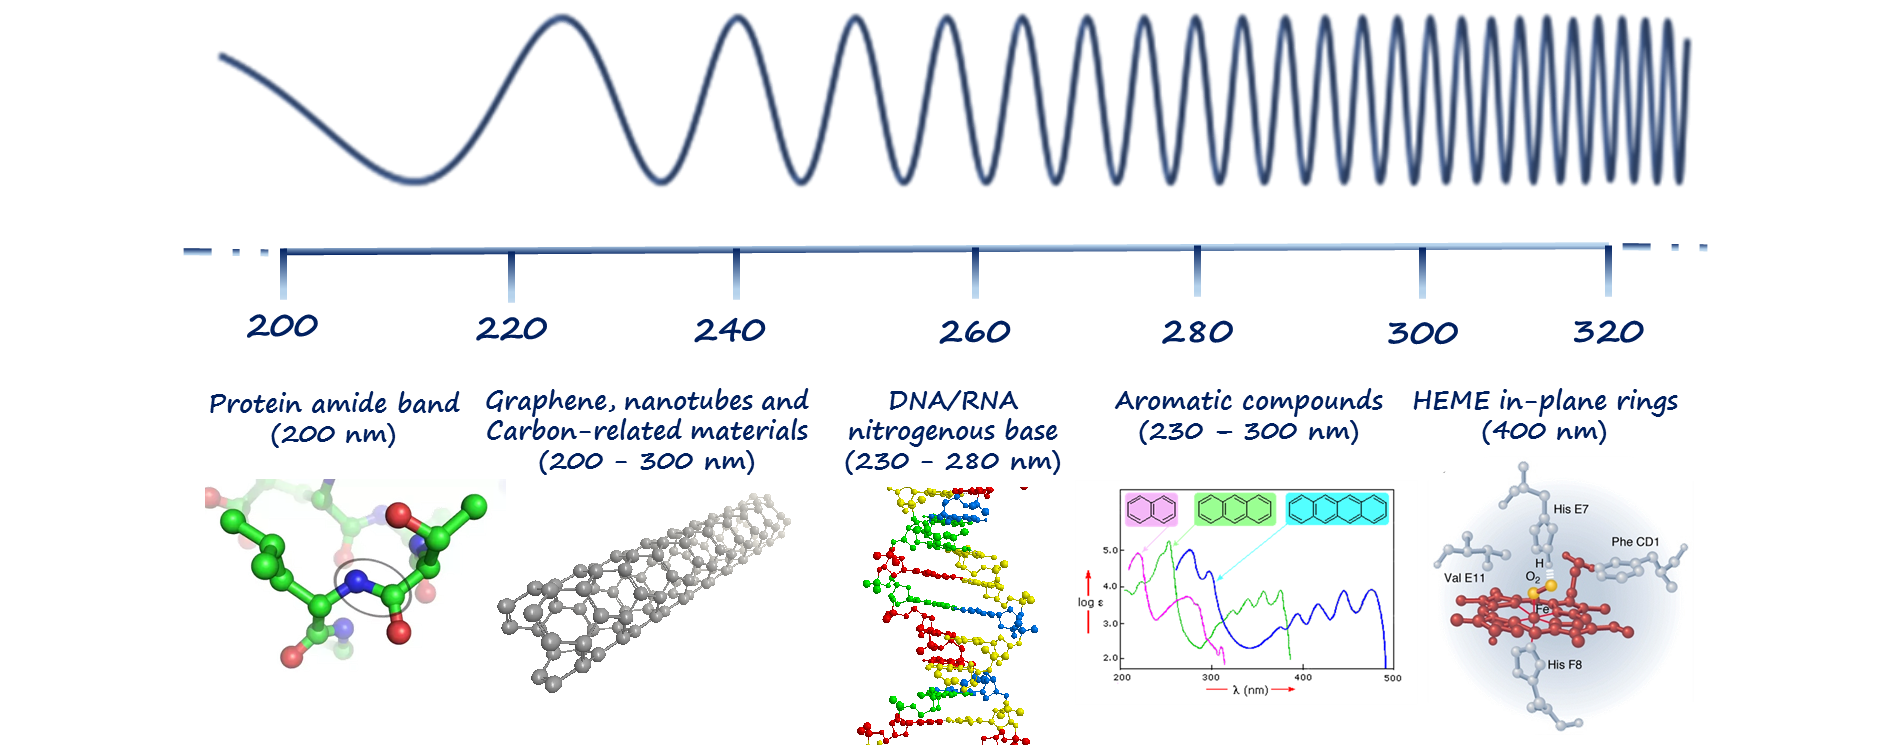 200 220 240 260 280 300 320
Protein amide band
(200 nm)
Graphene, nanotubes and
Carbon-related materials
(200 - 300 nm)
DNA/RNA
nitrogenous base
(230 - 280 nm)
Aromatic compounds
(230 – 300 nm)
HEME in-plane rings
(400 nm)
5.0
4.0
log ε
3.0
2.0
200 300 400 500
λ (nm)
His E7
Phe CD1
H
Val E11
O2
Fe
His F8